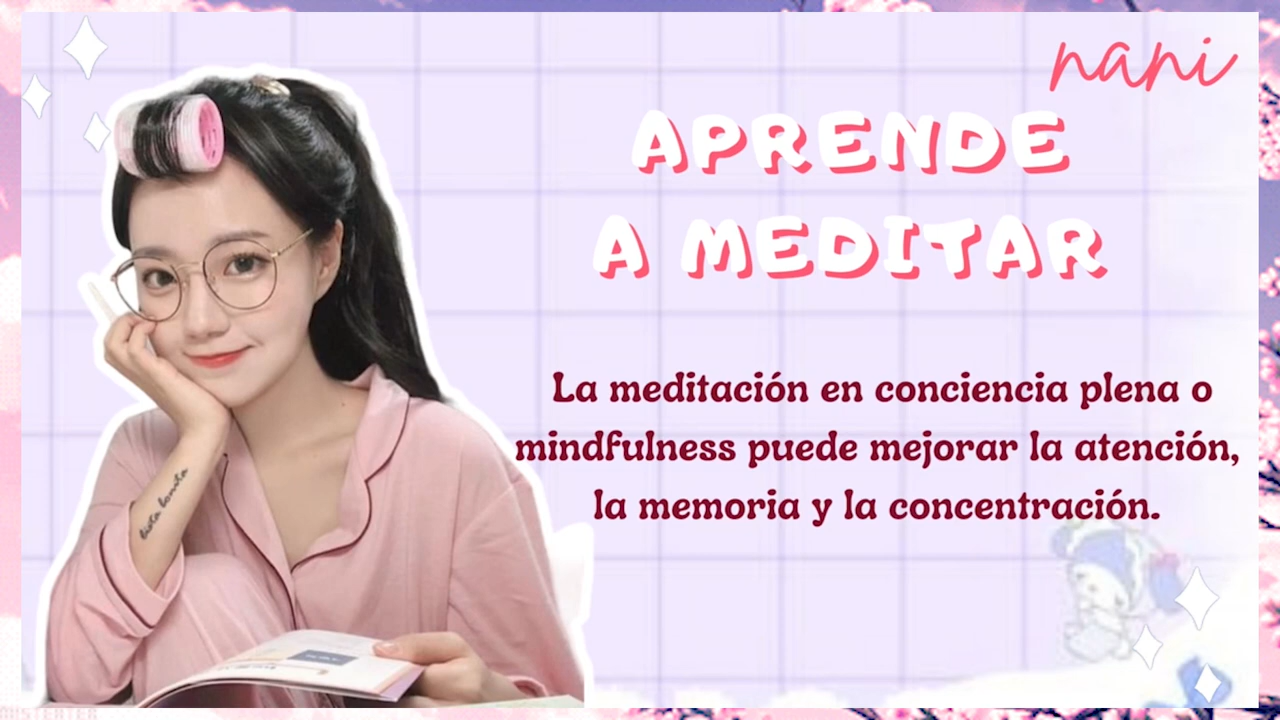 nani
APRENDE
A MEDITAR
La meditación en conciencia plena o
mindfulness puede mejorar la atención,
la memoria y la concentración.